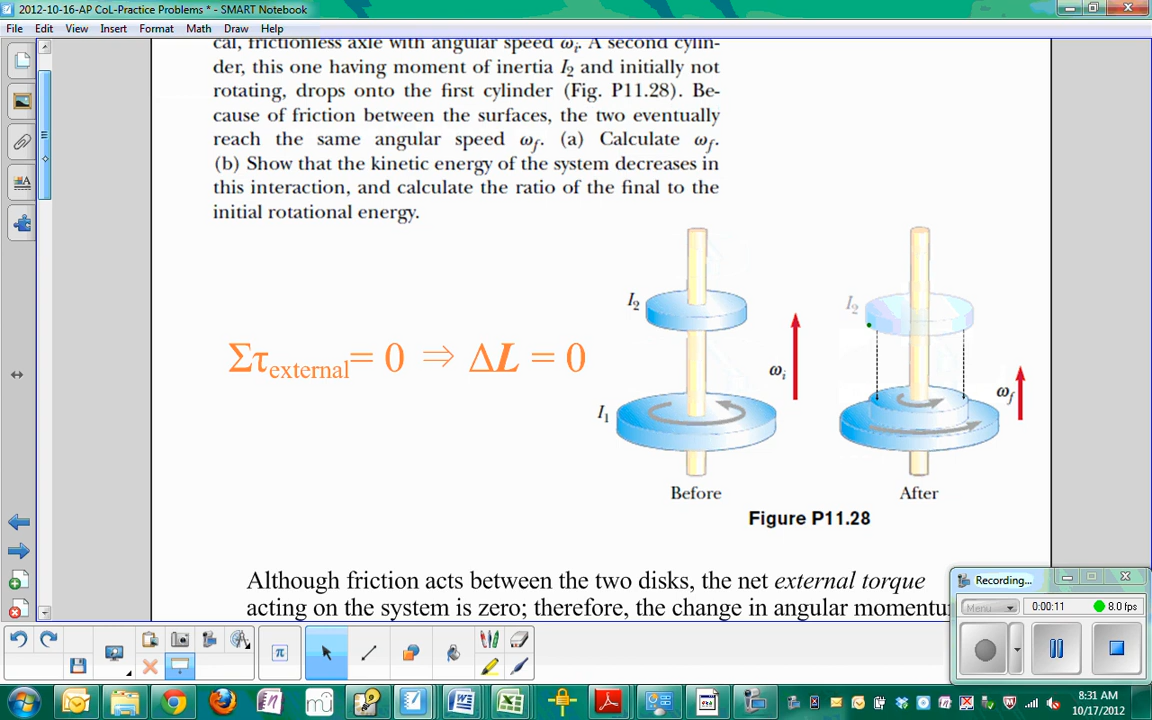 2012-10-16-AP CoL-Practice Problems * - SMART Notebook
File Edit View Insert Format Math Draw Help
cal, frictionless axle with angular speed ωi. A second cylin-
der, this one having moment of inertia I2 and initially not
rotating, drops onto the first cylinder (Fig. P11.28). Be-
cause of friction between the surfaces, the two eventually
reach the same angular speed ωf. (a) Calculate ωf.
(b) Show that the kinetic energy of the system decreases in
this interaction, and calculate the ratio of the final to the
initial rotational energy.
Στexternal= 0 ⇒ ΔL = 0
I2
ωi
I1
Before
I2
ωf
After
Figure P11.28
Although friction acts between the two disks, the net external torque
acting on the system is zero; therefore, the change in angular momentu
Recording...
Menu
0:00:11
8.0 fps
π
8:31 AM
10/17/2012